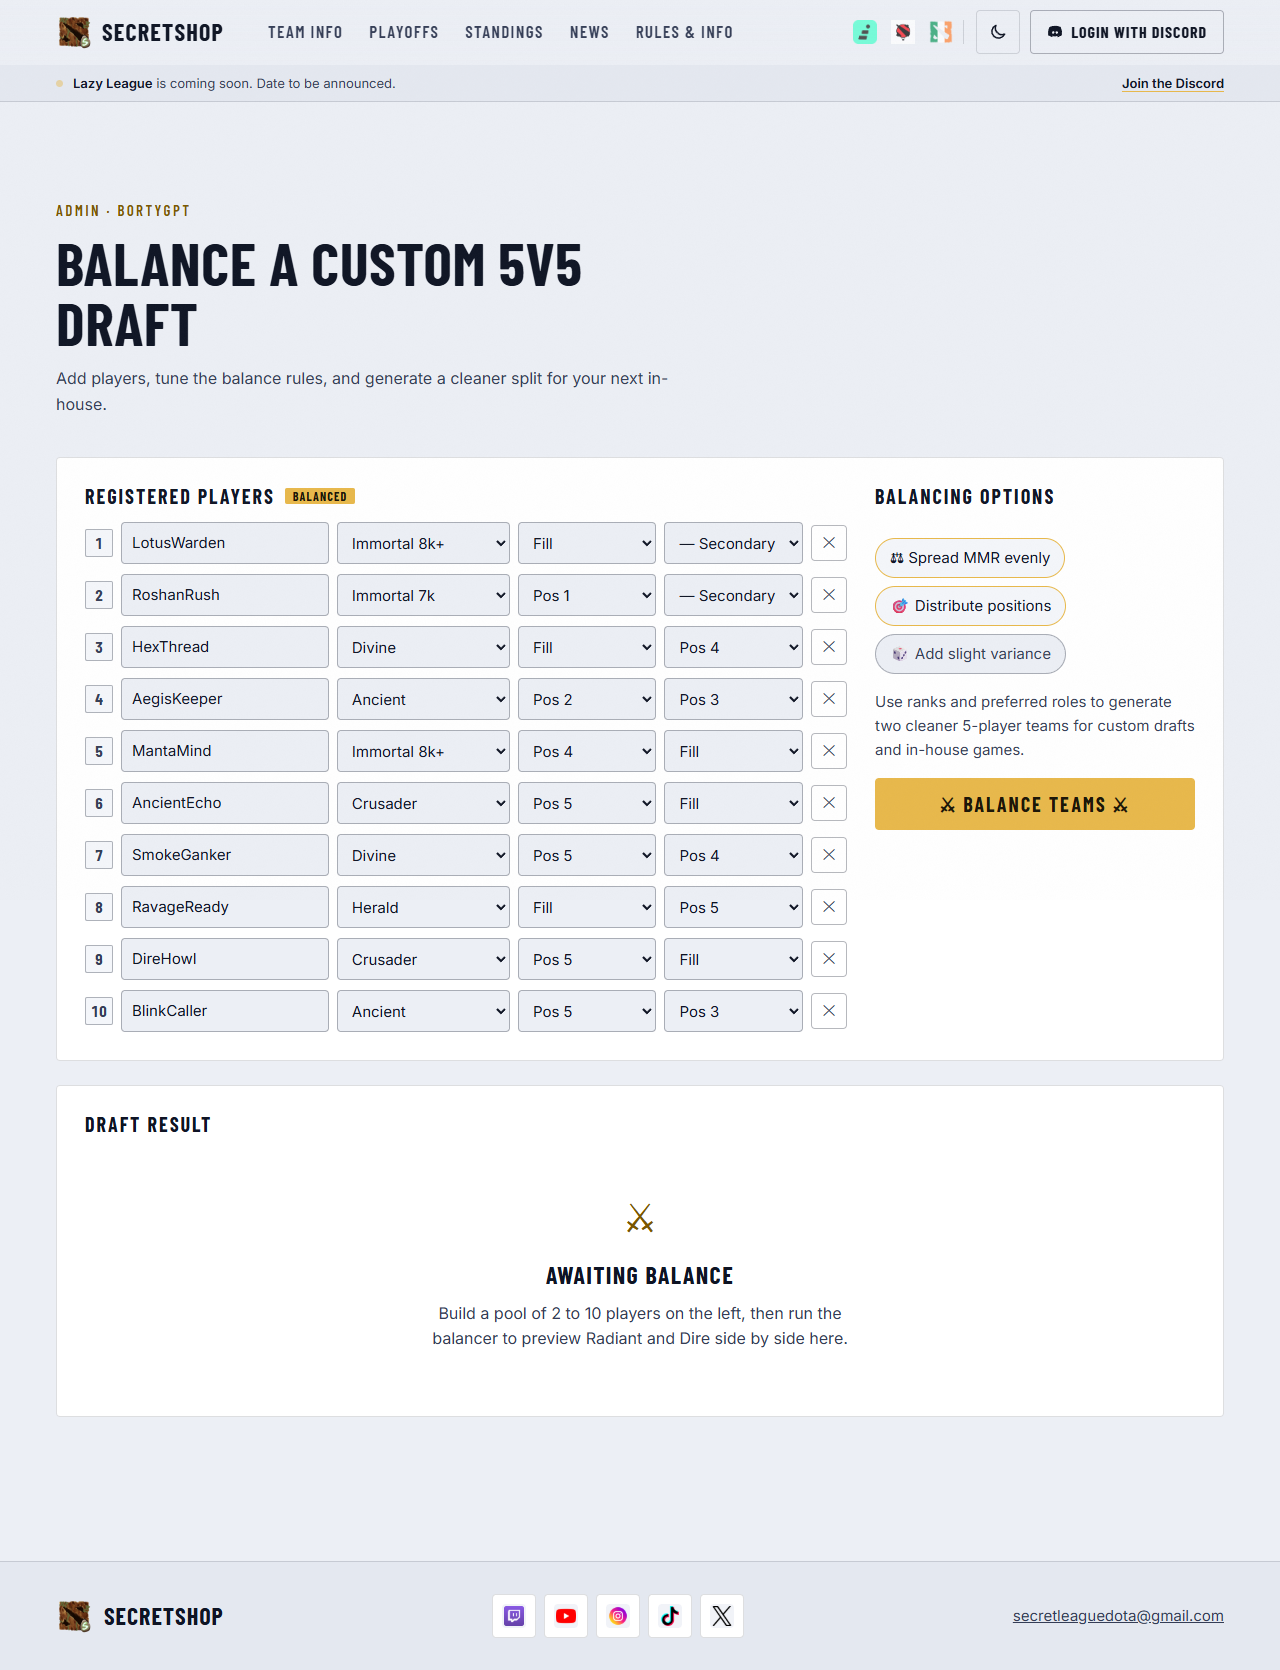 SECRETSHOP
TEAM INFO
PLAYOFFS
STANDINGS
NEWS
RULES & INFO
LOGIN WITH DISCORD
Lazy League is coming soon. Date to be announced.
Join the Discord
ADMIN · BORTYGPT
BALANCE A CUSTOM 5V5
DRAFT
Add players, tune the balance rules, and generate a cleaner split for your next in-
house.
REGISTERED PLAYERS BALANCED
1 LotusWarden Immortal 8k+ Fill — Secondary
2 RoshanRush Immortal 7k Pos 1 — Secondary
3 HexThread Divine Fill Pos 4
4 AegisKeeper Ancient Pos 2 Pos 3
5 MantaMind Immortal 8k+ Pos 4 Fill
6 AncientEcho Crusader Pos 5 Fill
7 SmokeGanker Divine Pos 5 Pos 4
8 RavageReady Herald Fill Pos 5
9 DireHowl Crusader Pos 5 Fill
10 BlinkCaller Ancient Pos 5 Pos 3
BALANCING OPTIONS
⚖ Spread MMR evenly
🎯 Distribute positions
🎲 Add slight variance
Use ranks and preferred roles to generate
two cleaner 5-player teams for custom drafts
and in-house games.
⚔ BALANCE TEAMS ⚔
DRAFT RESULT
⚔
AWAITING BALANCE
Build a pool of 2 to 10 players on the left, then run the
balancer to preview Radiant and Dire side by side here.
SECRETSHOP
secretleaguedota@gmail.com